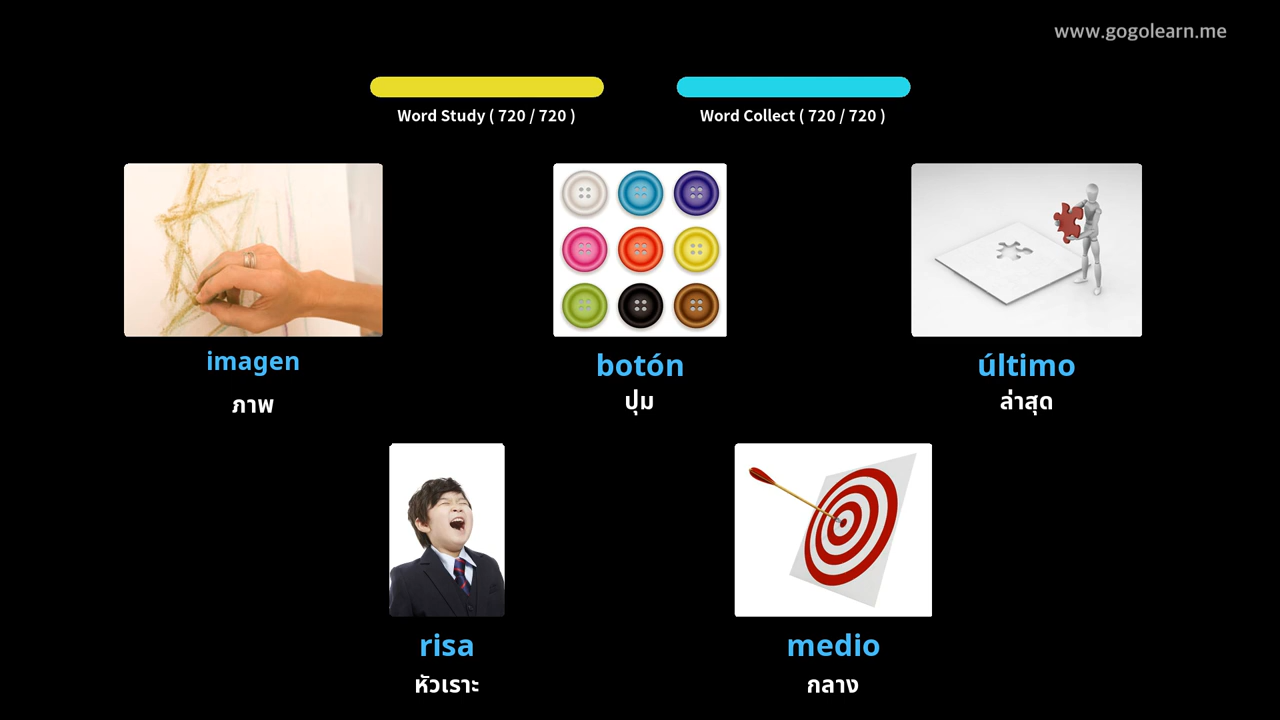 www.gogolearn.me
Word Study ( 720 / 720 )
Word Collect ( 720 / 720 )
imagen
ภาพ
botón
ปุ่ม
último
ล่าสุด
risa
หัวเราะ
medio
กลาง